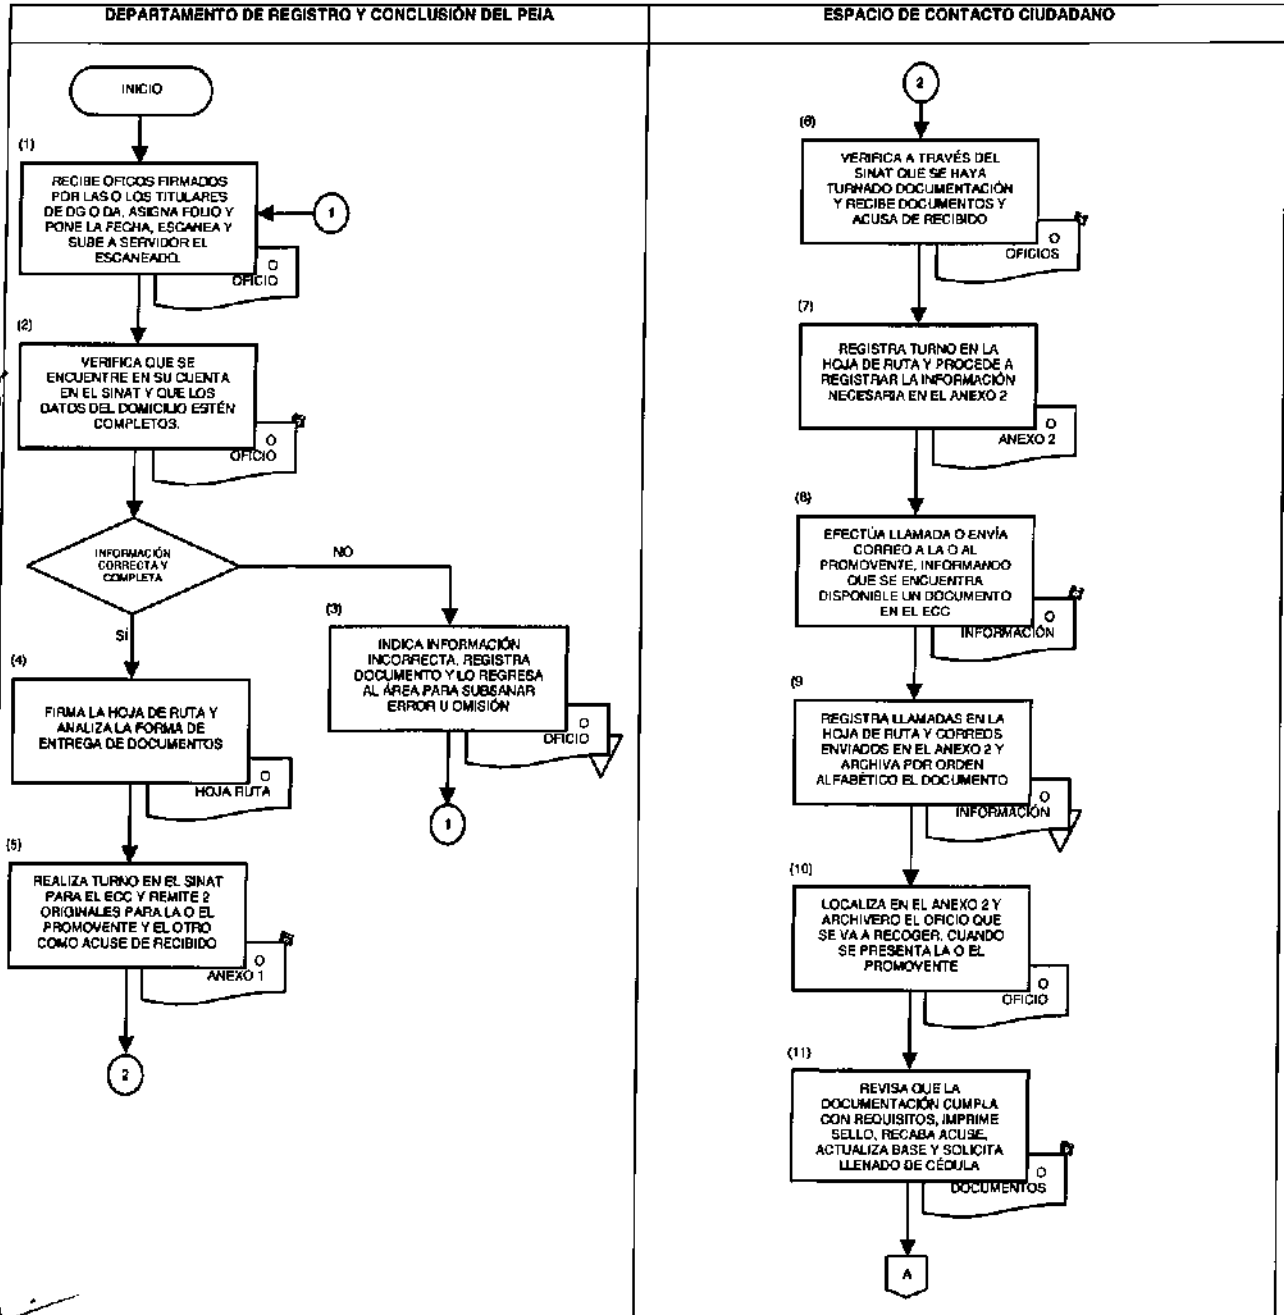 DEPARTAMENTO DE REGISTRO Y CONCLUSIÓN DEL PEIA
INICIO
(1)
RECIBE OFICOS FIRMADOS
POR LAS O LOS TITULARES
DE DG O DA, ASIGNA FOLIO Y
PONE LA FECHA, ESCANEA Y
SUBE A SERVIDOR EL
ESCANEADO.
1
O
OFICIO
(2)
VERIFICA QUE SE
ENCUENTRE EN SU CUENTA
EN EL SINAT Y QUE LOS
DATOS DEL DOMICILIO ESTÉN
COMPLETOS.
O
OFICIO
INFORMACIÓN
CORRECTA Y
COMPLETA
NO
SÍ
(3)
INDICA INFORMACIÓN
INCORRECTA, REGISTRA
DOCUMENTO Y LO REGRESA
AL ÁREA PARA SUBSANAR
ERROR U OMISIÓN
O
OFICIO
1
(4)
FIRMA LA HOJA DE RUTA Y
ANALIZA LA FORMA DE
ENTREGA DE DOCUMENTOS
O
HOJA RUTA
(5)
REALIZA TURNO EN EL SINAT
PARA EL ECC Y REMITE 2
ORIGINALES PARA LA O EL
PROMOVENTE Y EL OTRO
COMO ACUSE DE RECIBIDO
O
ANEXO 1
2
ESPACIO DE CONTACTO CIUDADANO
2
(6)
VERIFICA A TRAVÉS DEL
SINAT QUE SE HAYA
TURNADO DOCUMENTACIÓN
Y RECIBE DOCUMENTOS Y
ACUSA DE RECIBIDO
O
OFICIOS
(7)
REGISTRA TURNO EN LA
HOJA DE RUTA Y PROCEDE A
REGISTRAR LA INFORMACIÓN
NECESARIA EN EL ANEXO 2
O
ANEXO 2
(8)
EFECTÚA LLAMADA O ENVÍA
CORREO A LA O AL
PROMOVENTE, INFORMANDO
QUE SE ENCUENTRA
DISPONIBLE UN DOCUMENTO
EN EL ECC
O
INFORMACIÓN
(9
REGISTRA LLAMADAS EN LA
HOJA DE RUTA Y CORREOS
ENVIADOS EN EL ANEXO 2 Y
ARCHIVA POR ORDEN
ALFABÉTICO EL DOCUMENTO
O
INFORMACIÓN
(10)
LOCALIZA EN EL ANEXO 2 Y
ARCHIVERO EL OFICIO QUE
SE VA A RECOGER, CUANDO
SE PRESENTA LA O EL
PROMOVENTE
O
OFICIO
(11)
REVISA QUE LA
DOCUMENTACIÓN CUMPLA
CON REQUISITOS, IMPRIME
SELLO, RECABA ACUSE,
ACTUALIZA BASE Y SOLICITA
LLENADO DE CÉDULA
O
DOCUMENTOS
A